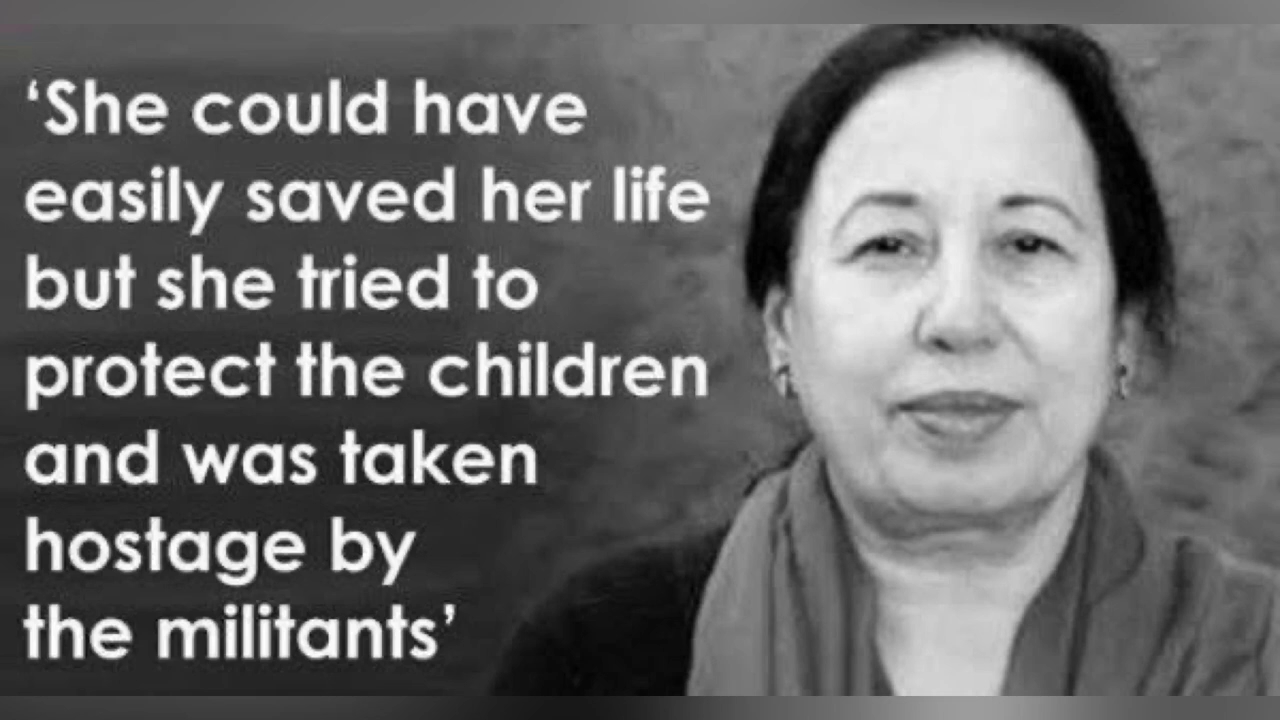 ‘She could have
easily saved her life
but she tried to
protect the children
and was taken
hostage by
the militants’